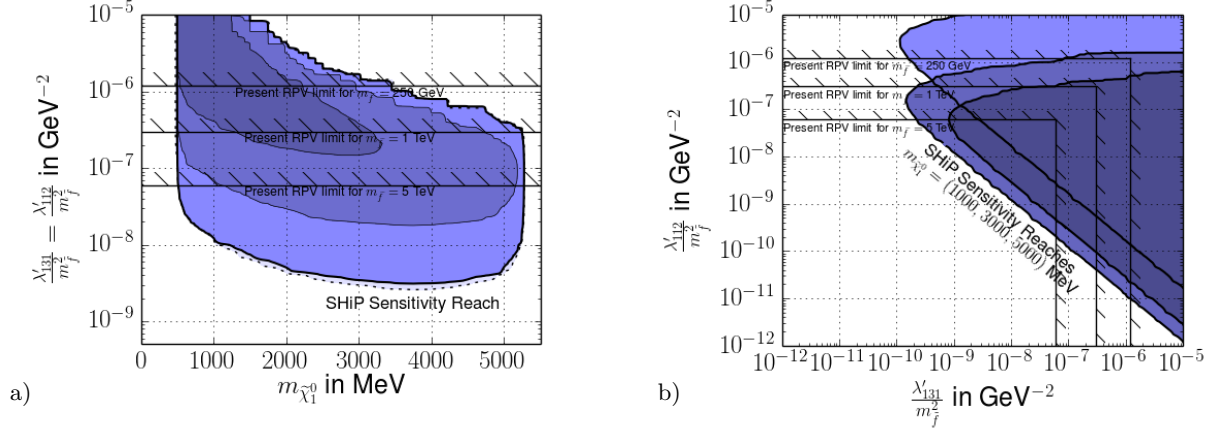 10⁻⁵
10⁻⁶
10⁻⁷
10⁻⁸
10⁻⁹
λ'₁₃₁/m²_f̃ = λ'₁₁₂/m²_f̃ in GeV⁻²
Present RPV limit for m_f̃ = 250 GeV
Present RPV limit for m_f̃ = 1 TeV
Present RPV limit for m_f̃ = 5 TeV
SHiP Sensitivity Reach
0 1000 2000 3000 4000 5000
m_χ̃₁⁰ in MeV
a)
10⁻⁵
10⁻⁶
10⁻⁷
10⁻⁸
10⁻⁹
10⁻¹⁰
10⁻¹¹
10⁻¹²
λ'₁₁₂/m²_f̃ in GeV⁻²
Present RPV limit for m_f̃ = 250 GeV
Present RPV limit for m_f̃ = 1 TeV
Present RPV limit for m_f̃ = 5 TeV
SHiP Sensitivity Reaches
m_χ̃₁⁰ = (1000, 3000, 5000) MeV
10⁻¹² 10⁻¹¹ 10⁻¹⁰ 10⁻⁹ 10⁻⁸ 10⁻⁷ 10⁻⁶ 10⁻⁵
λ'₁₃₁/m²_f̃ in GeV⁻²
b)